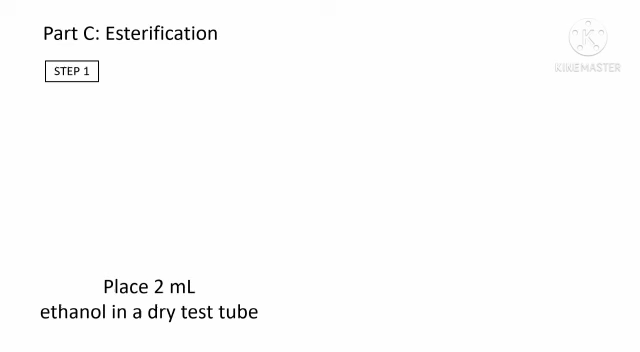 Part C: Esterification
KINEMASTER
STEP 1
Place 2 mL
ethanol in a dry test tube